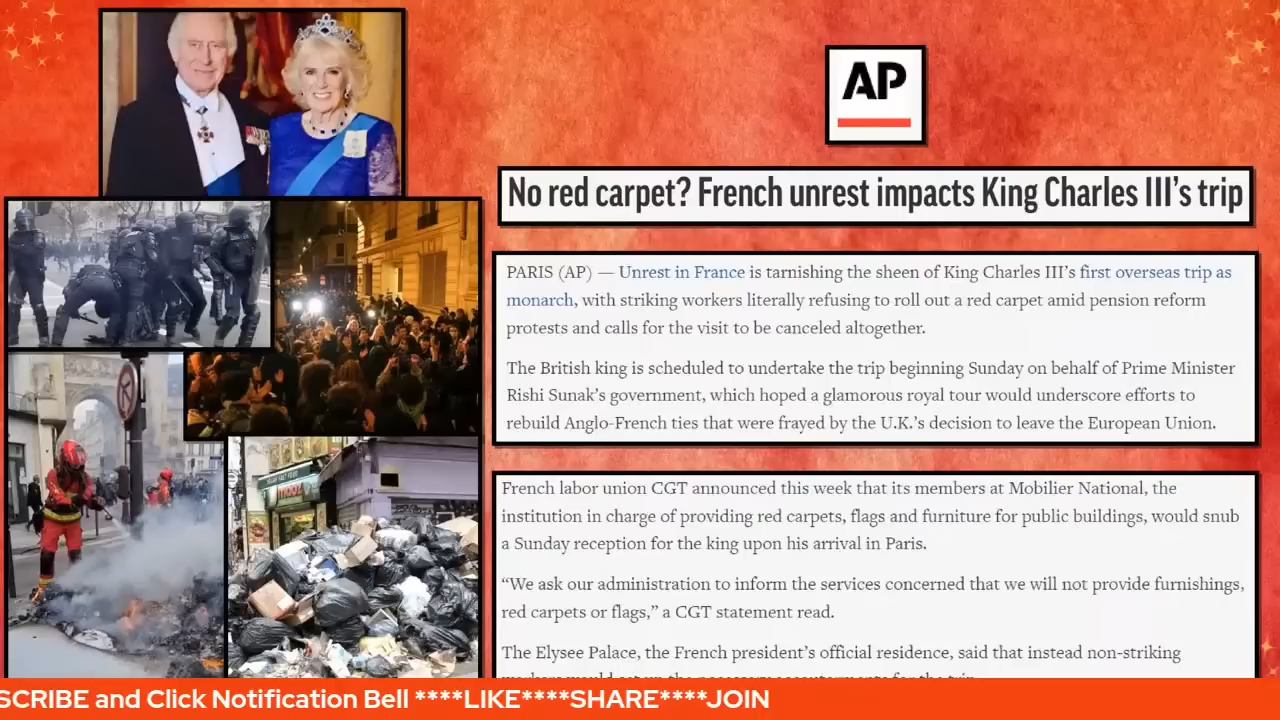 AP
No red carpet? French unrest impacts King Charles III’s trip
PARIS (AP) — Unrest in France is tarnishing the sheen of King Charles III’s first overseas trip as
monarch, with striking workers literally refusing to roll out a red carpet amid pension reform
protests and calls for the visit to be canceled altogether.
The British king is scheduled to undertake the trip beginning Sunday on behalf of Prime Minister
Rishi Sunak’s government, which hoped a glamorous royal tour would underscore efforts to
rebuild Anglo-French ties that were frayed by the U.K.’s decision to leave the European Union.
French labor union CGT announced this week that its members at Mobilier National, the
institution in charge of providing red carpets, flags and furniture for public buildings, would snub
a Sunday reception for the king upon his arrival in Paris.
“We ask our administration to inform the services concerned that we will not provide furnishings,
red carpets or flags,” a CGT statement read.
The Elysee Palace, the French president’s official residence, said that instead non-striking
SCRIBE and Click Notification Bell ****LIKE****SHARE****JOIN